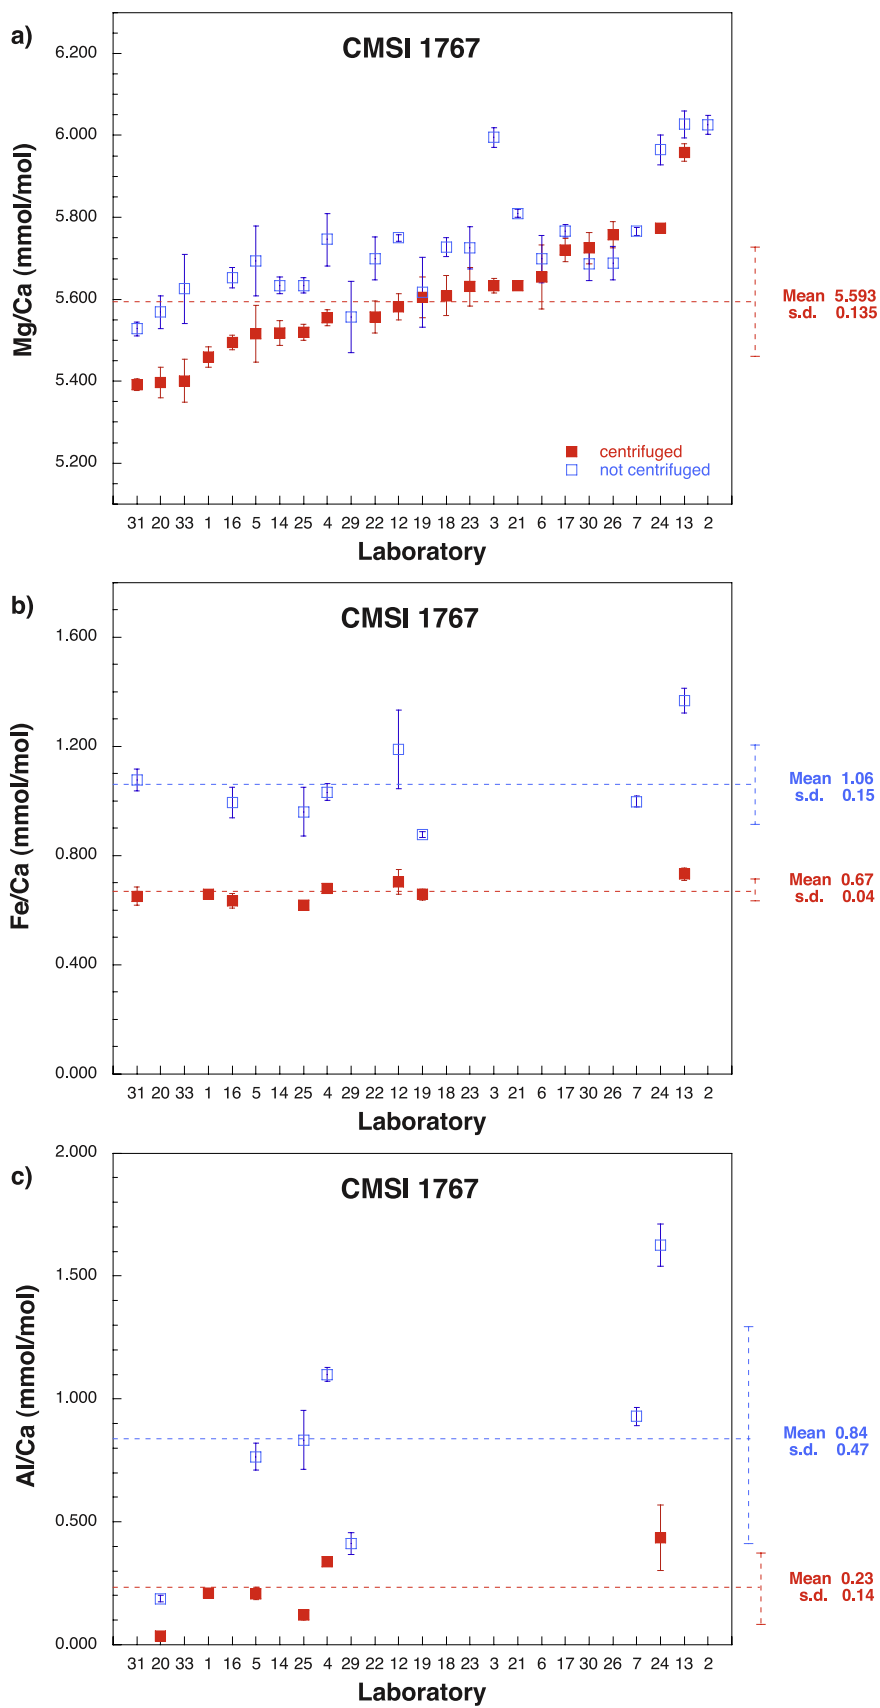 a)
CMSI 1767
6.200
6.000
5.800
5.600
5.400
5.200
Mg/Ca (mmol/mol)
Mean 5.593
s.d. 0.135
centrifuged
not centrifuged
31 20 33 1 16 5 14 25 4 29 22 12 19 18 23 3 21 6 17 30 26 7 24 13 2
Laboratory
b)
CMSI 1767
1.600
1.200
0.800
0.400
0.000
Fe/Ca (mmol/mol)
Mean 1.06
s.d. 0.15
Mean 0.67
s.d. 0.04
31 20 33 1 16 5 14 25 4 29 22 12 19 18 23 3 21 6 17 30 26 7 24 13 2
Laboratory
c)
CMSI 1767
2.000
1.500
1.000
0.500
0.000
Al/Ca (mmol/mol)
Mean 0.84
s.d. 0.47
Mean 0.23
s.d. 0.14
31 20 33 1 16 5 14 25 4 29 22 12 19 18 23 3 21 6 17 30 26 7 24 13 2
Laboratory